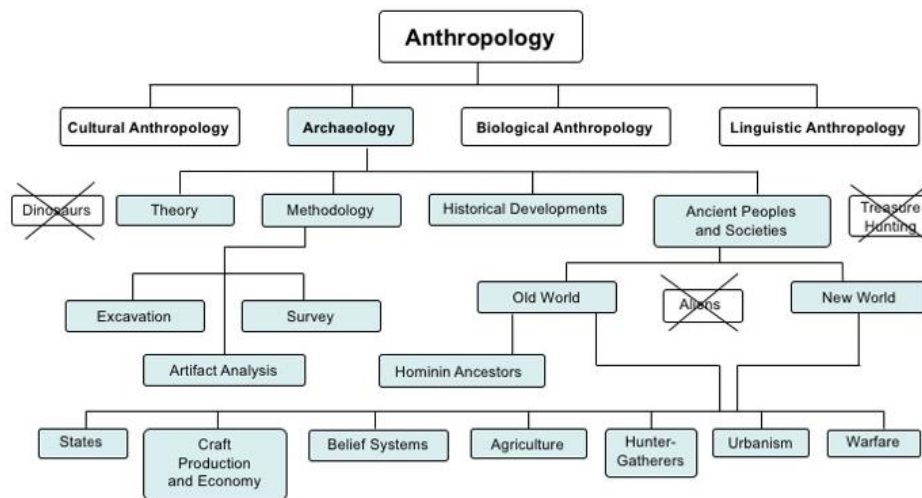 Anthropology
Cultural Anthropology
Archaeology
Biological Anthropology
Linguistic Anthropology
Dinosaurs
Theory
Methodology
Historical Developments
Ancient Peoples
and Societies
Treasure
Hunting
Excavation
Survey
Old World
Aliens
New World
Artifact Analysis
Hominin Ancestors
States
Craft
Production
and Economy
Belief Systems
Agriculture
Hunter-
Gatherers
Urbanism
Warfare